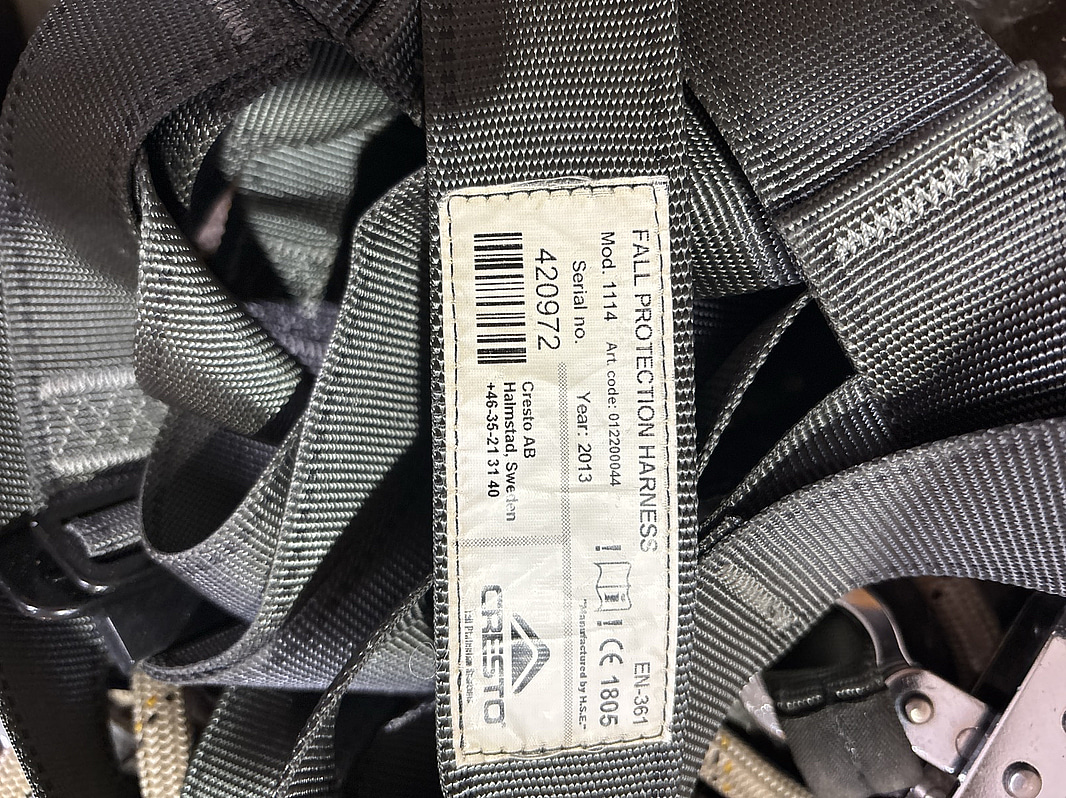 FALL PROTECTION HARNESS
EN-361
Mod. 1114 Art. code: 012200044
CE 1805
Serial no. Year: 2013
"Manufactured by H.S.E."
420972
Cresto AB
Halmstad, Sweden
+46-35-21 31 40
CRESTO